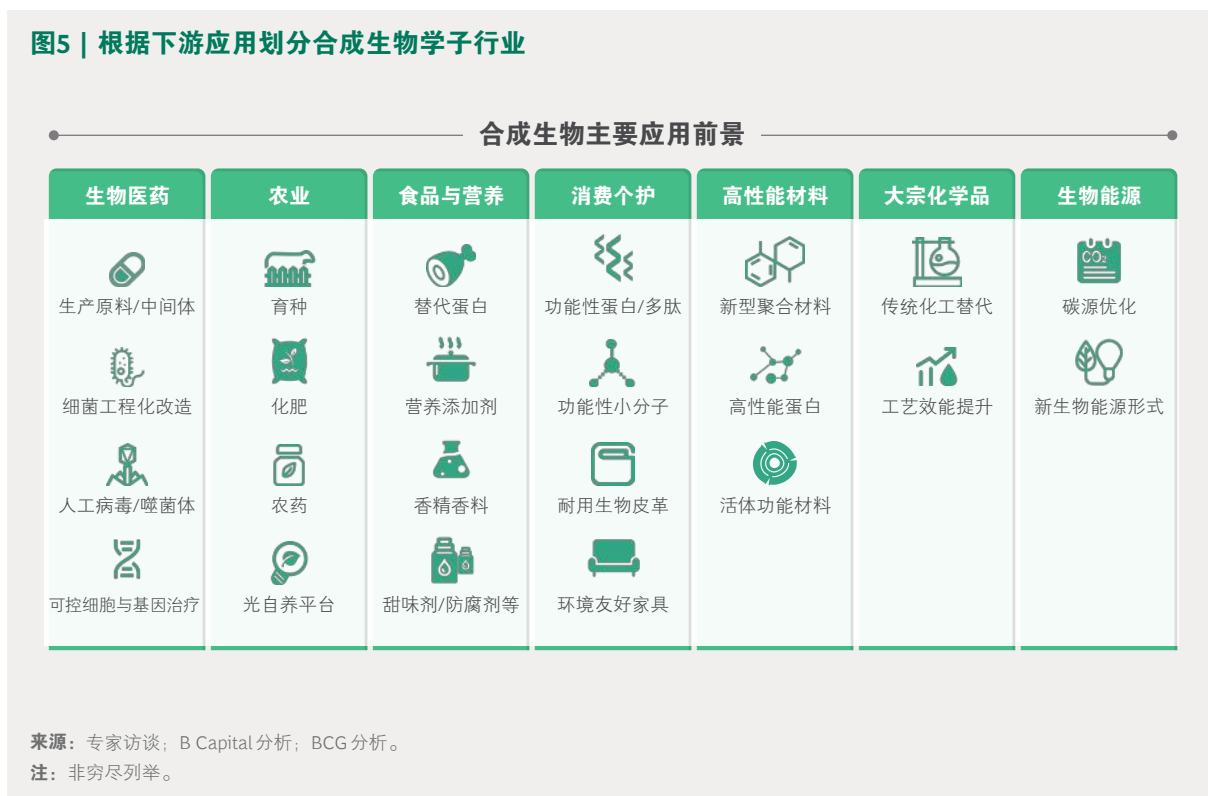 图5 | 根据下游应用划分合成生物学子行业
合成生物主要应用前景
生物医药
生产原料/中间体
细菌工程化改造
人工病毒/噬菌体
可控细胞与基因治疗
农业
育种
化肥
农药
光自养平台
食品与营养
替代蛋白
营养添加剂
香精香料
甜味剂/防腐剂等
消费个护
功能性蛋白/多肽
功能性小分子
耐用生物皮革
环境友好家具
高性能材料
新型聚合材料
高性能蛋白
活体功能材料
大宗化学品
传统化工替代
工艺效能提升
生物能源
CO₂
碳源优化
新生物能源形式
来源：专家访谈；B Capital 分析；BCG 分析。
注：非穷尽列举。